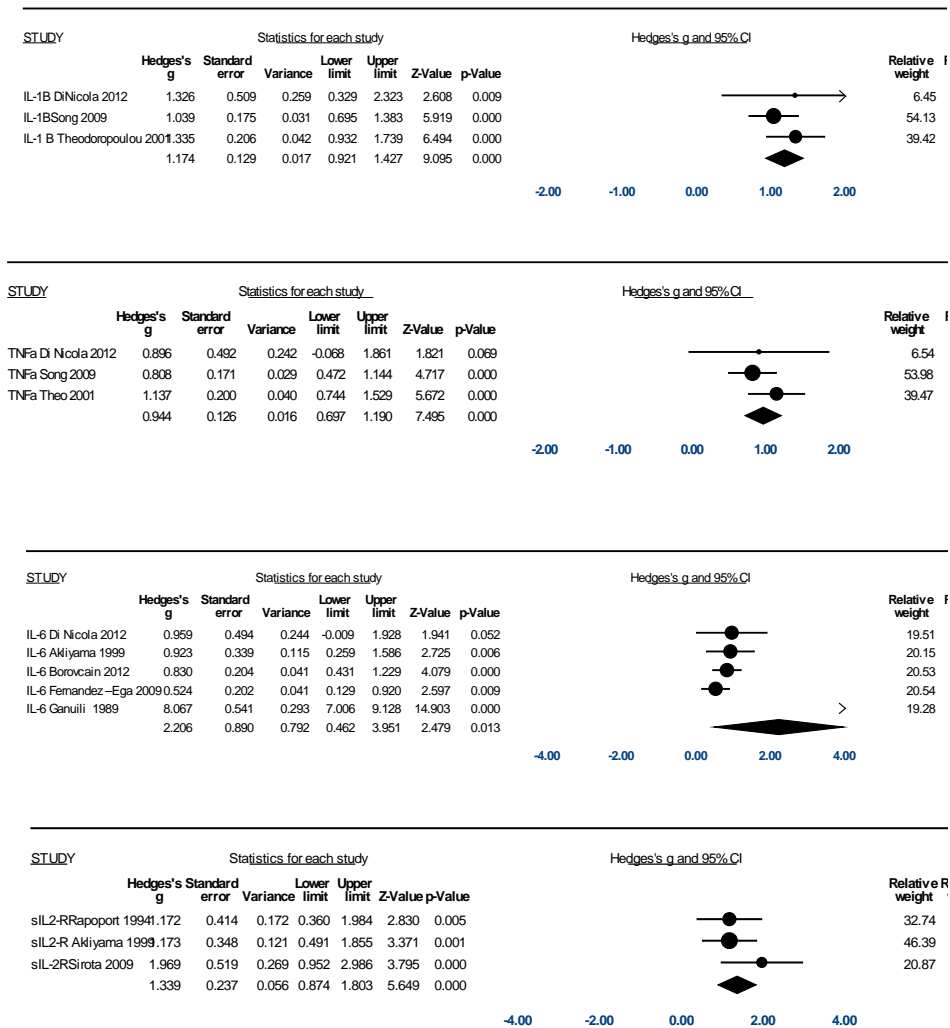 STUDY Statistics for each study Hedges's g and 95% CI
Hedges's Standard Lower Upper Relative
g error Variance limit limit Z-Value p-Value weight
IL-1B DiNicola 2012 1.326 0.509 0.259 0.329 2.323 2.608 0.009 6.45
IL-1BSong 2009 1.039 0.175 0.031 0.695 1.383 5.919 0.000 54.13
IL-1 B Theodoropoulou 2001 1.335 0.206 0.042 0.932 1.739 6.494 0.000 39.42
1.174 0.129 0.017 0.921 1.427 9.095 0.000
-2.00 -1.00 0.00 1.00 2.00
STUDY Statistics for each study Hedges's g and 95% CI
Hedges's Standard Lower Upper Relative
g error Variance limit limit Z-Value p-Value weight
TNFa Di Nicola 2012 0.896 0.492 0.242 -0.068 1.861 1.821 0.069 6.54
TNFa Song 2009 0.808 0.171 0.029 0.472 1.144 4.717 0.000 53.98
TNFa Theo 2001 1.137 0.200 0.040 0.744 1.529 5.672 0.000 39.47
0.944 0.126 0.016 0.697 1.190 7.495 0.000
-2.00 -1.00 0.00 1.00 2.00
STUDY Statistics for each study Hedges's g and 95% CI
Hedges's Standard Lower Upper Relative
g error Variance limit limit Z-Value p-Value weight
IL-6 Di Nicola 2012 0.959 0.494 0.244 -0.009 1.928 1.941 0.052 19.51
IL-6 Akliyama 1999 0.923 0.339 0.115 0.259 1.586 2.725 0.006 20.15
IL-6 Borovcain 2012 0.830 0.204 0.041 0.431 1.229 4.079 0.000 20.53
IL-6 Fernandez–Ega 2009 0.524 0.202 0.041 0.129 0.920 2.597 0.009 20.54
IL-6 Ganuili 1989 8.067 0.541 0.293 7.006 9.128 14.903 0.000 19.28
2.206 0.890 0.792 0.462 3.951 2.479 0.013
-4.00 -2.00 0.00 2.00 4.00
STUDY Statistics for each study Hedges's g and 95% CI
Hedges's Standard Lower Upper Relative
g error Variance limit limit Z-Value p-Value weight
sIL2-RRapoport 1994 1.172 0.414 0.172 0.360 1.984 2.830 0.005 32.74
sIL2-R Akliyama 1999 1.173 0.348 0.121 0.491 1.855 3.371 0.001 46.39
sIL-2RSirota 2009 1.969 0.519 0.269 0.952 2.986 3.795 0.000 20.87
1.339 0.237 0.056 0.874 1.803 5.649 0.000
-4.00 -2.00 0.00 2.00 4.00